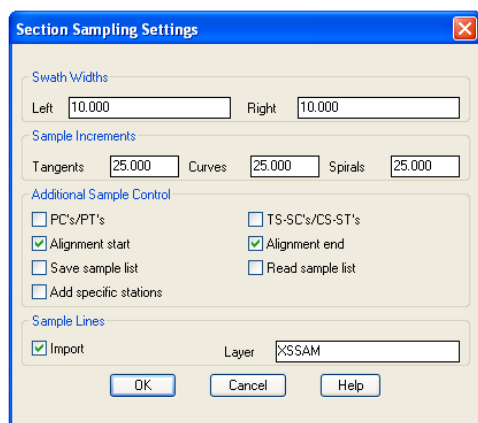 Section Sampling Settings
Swath Widths
Left 10.000 Right 10.000
Sample Increments
Tangents 25.000 Curves 25.000 Spirals 25.000
Additional Sample Control
PC's/PT's TS-SC's/CS-ST's
Alignment start Alignment end
Save sample list Read sample list
Add specific stations
Sample Lines
Import Layer XSSAM
OK Cancel Help